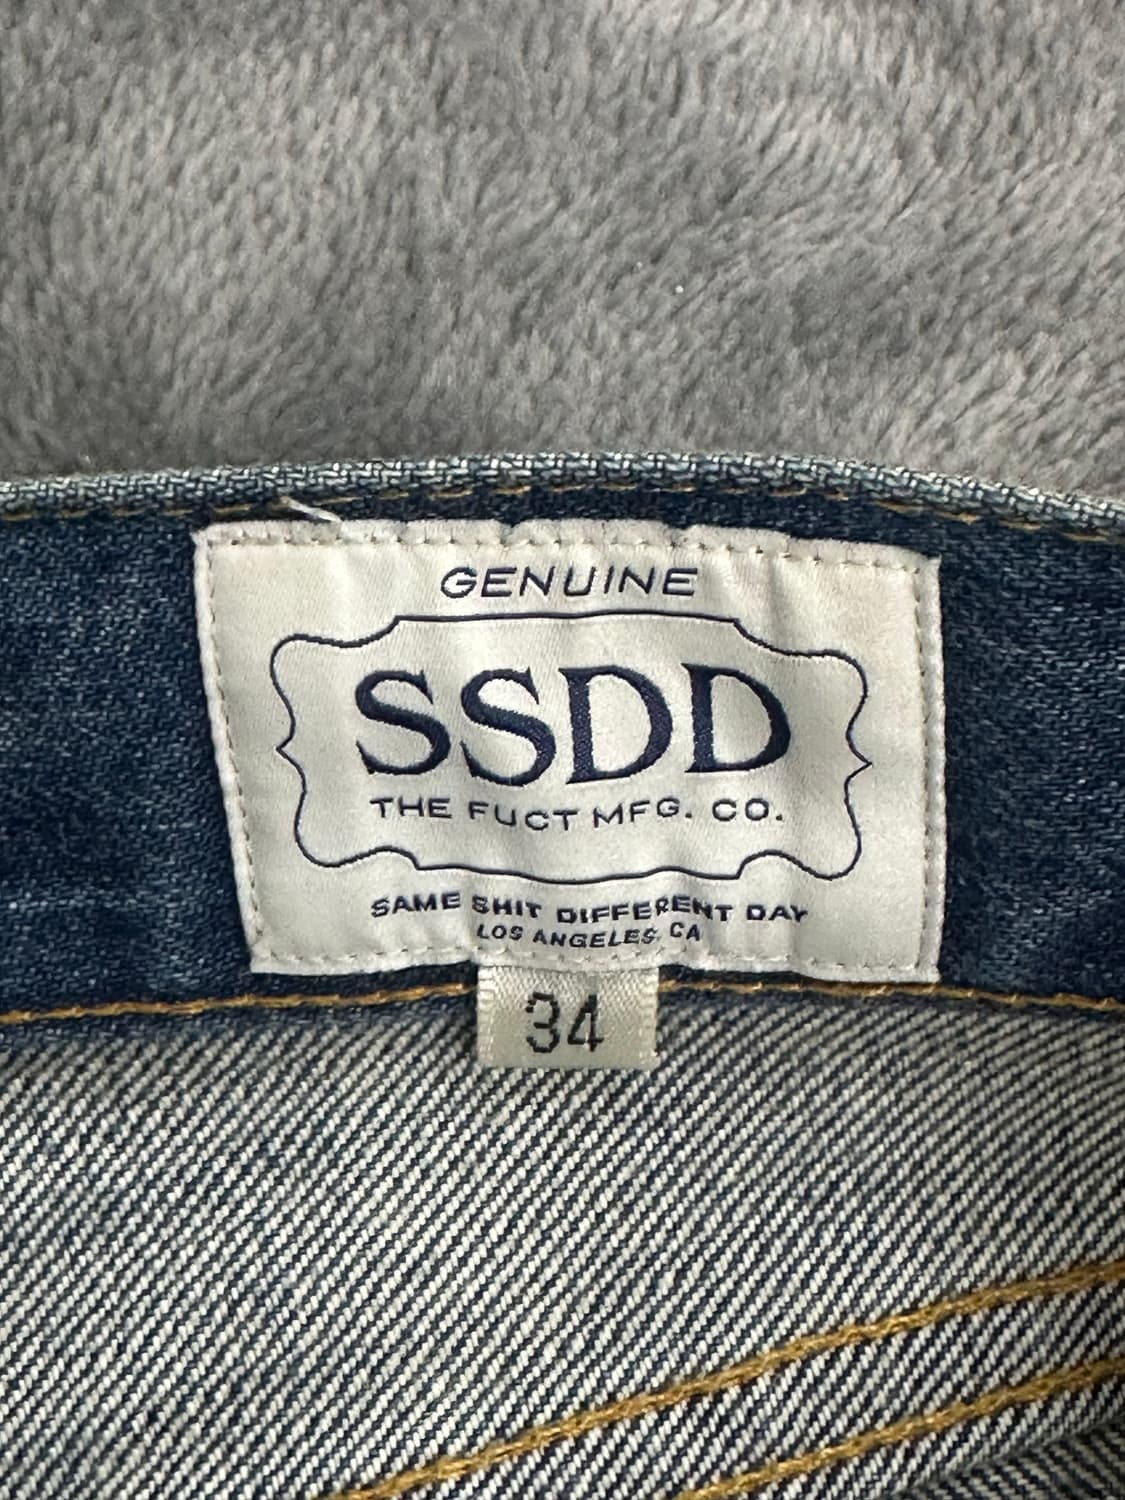 GENUINE
SSDD
THE FUCT MFG. CO.
SAME SHIT DIFFERENT DAY
LOS ANGELES, CA
34